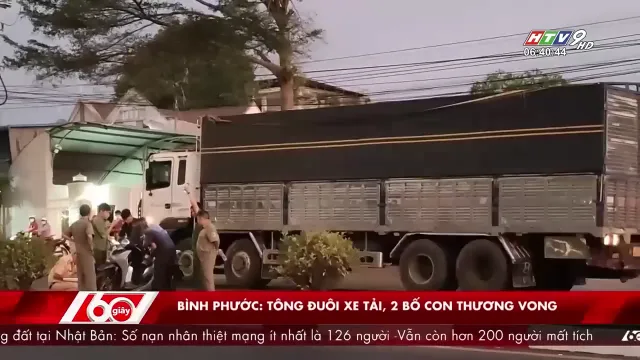 HTV9 HD
06:40:44
60 giây
BÌNH PHƯỚC: TÔNG ĐUÔI XE TẢI, 2 BỐ CON THƯƠNG VONG
g đất tại Nhật Bản: Số nạn nhân thiệt mạng ít nhất là 126 người -Vẫn còn hơn 200 người mất tích